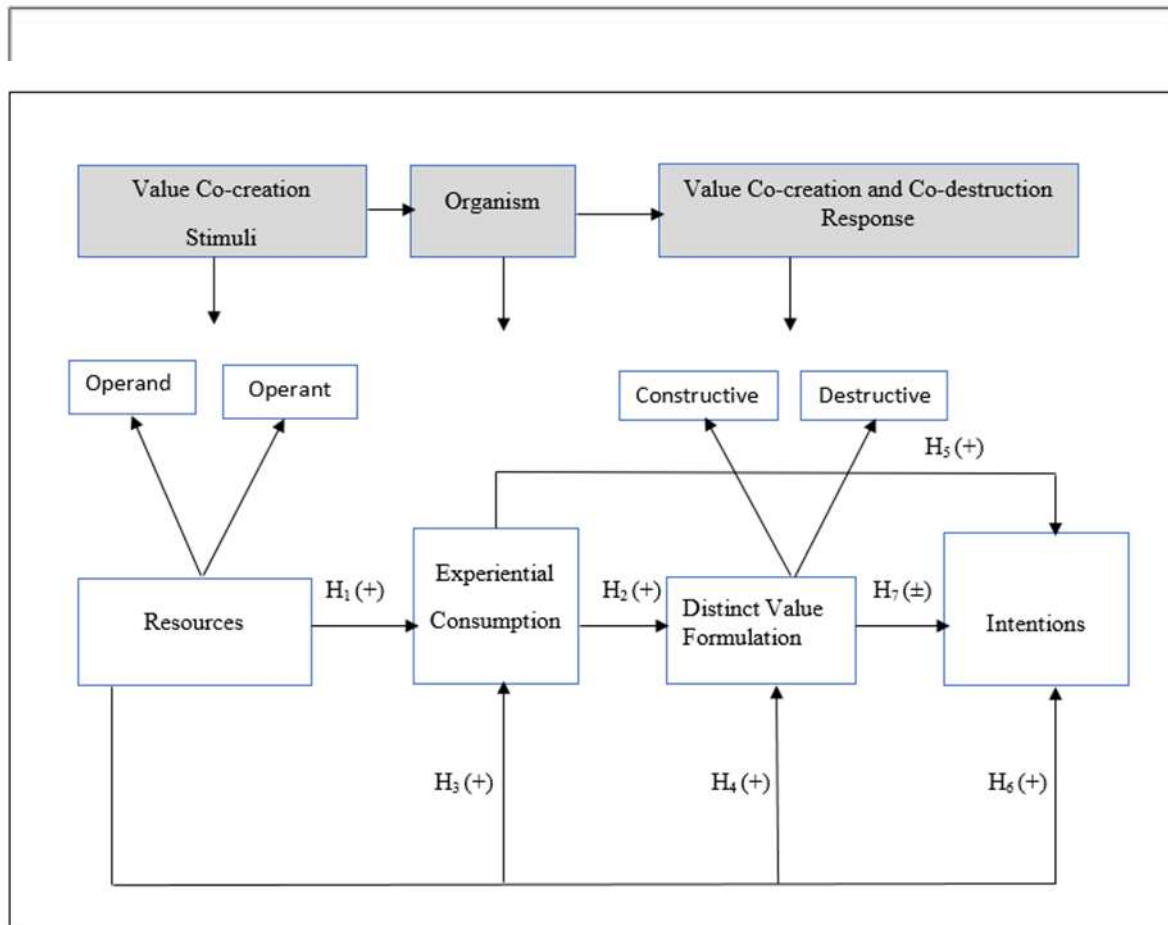 Value Co-creation
Stimuli
Organism
Value Co-creation and Co-destruction
Response
Operand
Operant
Constructive
Destructive
H₅ (+)
Resources
H₁ (+)
Experiential
Consumption
H₂ (+)
Distinct Value
Formulation
H₇ (±)
Intentions
H₃ (+)
H₄ (+)
H₆ (+)